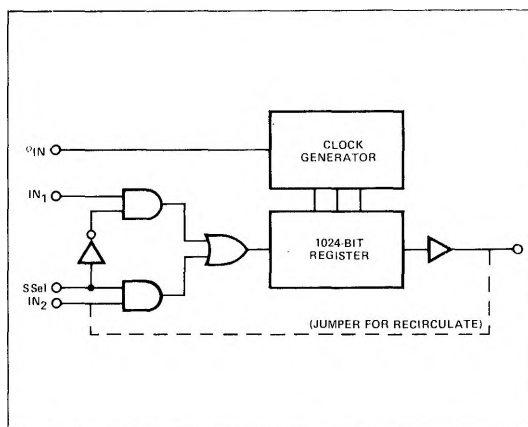 φIN
CLOCK
GENERATOR
IN1
1024-BIT
REGISTER
SSel
IN2
(JUMPER FOR RECIRCULATE)